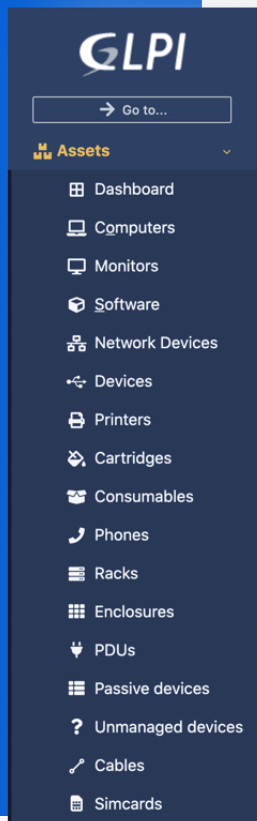 GLPI
Go to...
Assets
Dashboard
Computers
Monitors
Software
Network Devices
Devices
Printers
Cartridges
Consumables
Phones
Racks
Enclosures
PDUs
Passive devices
Unmanaged devices
Cables
Simcards